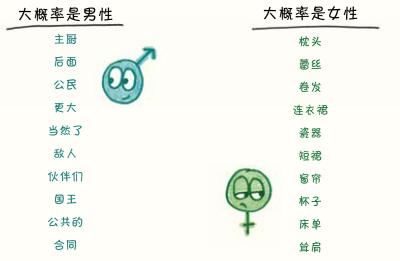 大概率是男性
主厨
后面
公民
更大
当然了
敌人
伙伴们
国王
公共的
合同
大概率是女性
枕头
蕾丝
卷发
连衣裙
瓷器
短裙
窗帘
杯子
床单
耸肩